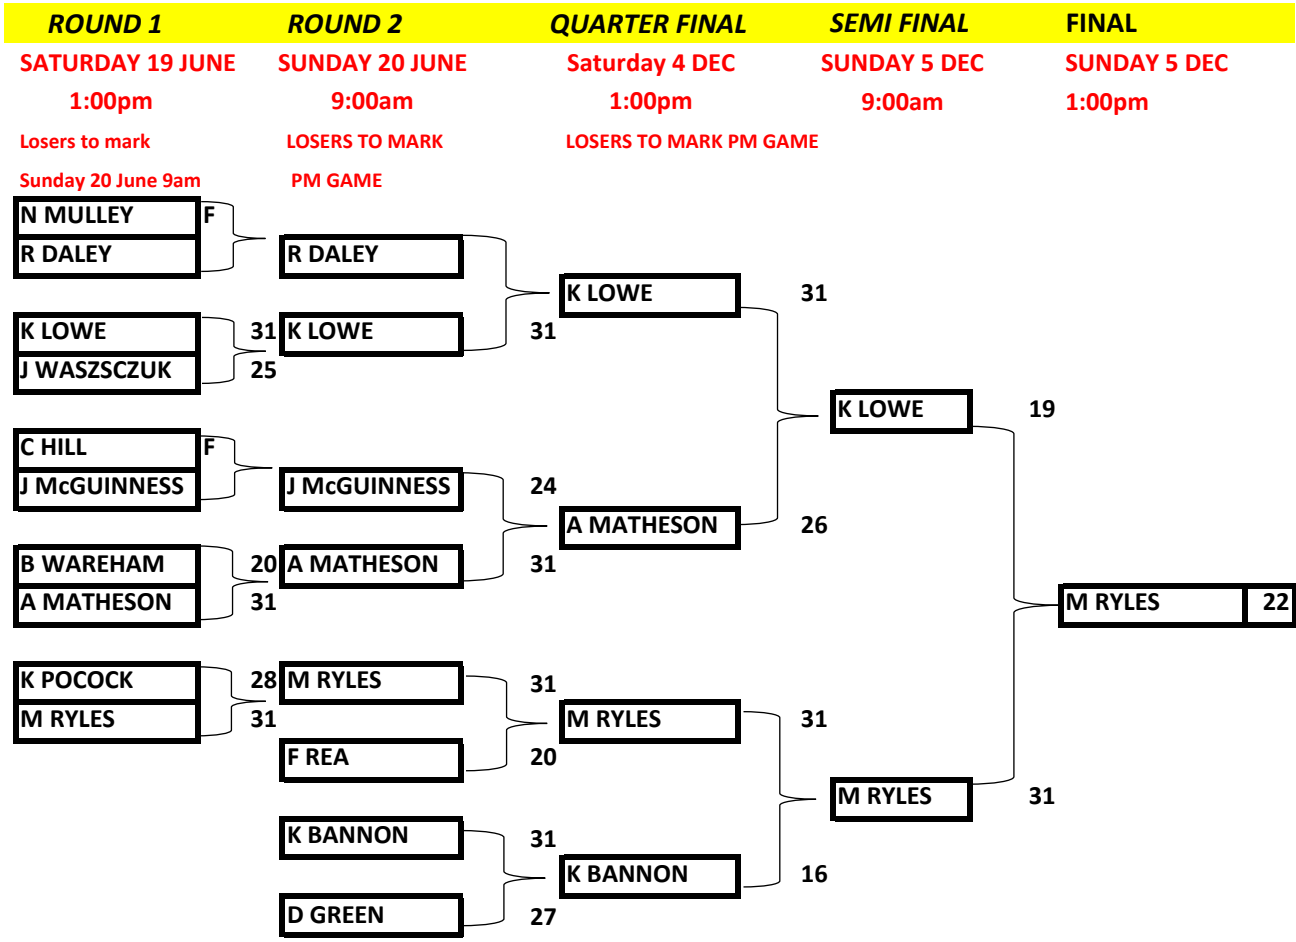 ROUND 1 ROUND 2 QUARTER FINAL SEMI FINAL FINAL
SATURDAY 19 JUNE SUNDAY 20 JUNE Saturday 4 DEC SUNDAY 5 DEC SUNDAY 5 DEC
1:00pm 9:00am 1:00pm 9:00am 1:00pm
Losers to mark LOSERS TO MARK LOSERS TO MARK PM GAME
Sunday 20 June 9am PM GAME
N MULLEY F
R DALEY R DALEY
K LOWE 31
K LOWE 31 K LOWE 31
J WASZSCZUK 25
K LOWE 19
C HILL F
J McGUINNESS J McGUINNESS 24
A MATHESON 26
B WAREHAM 20 A MATHESON 31
A MATHESON 31 M RYLES 22
K POCOCK 28 M RYLES 31
M RYLES 31 M RYLES 31
F REA 20
M RYLES 31
K BANNON 31
K BANNON 16
D GREEN 27